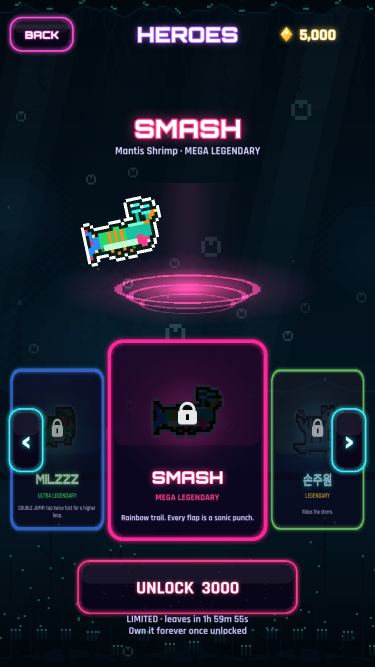 BACK
HEROES
5,000
SMASH
Mantis Shrimp · MEGA LEGENDARY
<
>
MILZZZ
ULTRA LEGENDARY
DOUBLE JUMP: tap twice fast for a higher
leap.
SMASH
MEGA LEGENDARY
Rainbow trail. Every flap is a sonic punch.
손주원
LEGENDARY
Rides the storm.
UNLOCK 3000
LIMITED · leaves in 1h 59m 55s
Own it forever once unlocked